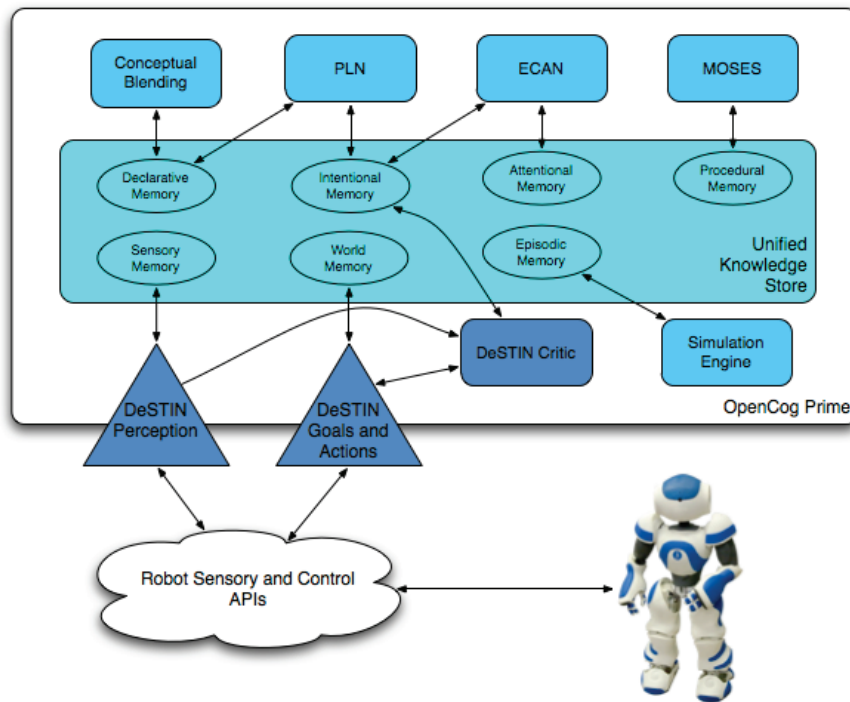 Conceptual
Blending
PLN
ECAN
MOSES
Declarative
Memory
Intentional
Memory
Attentional
Memory
Procedural
Memory
Sensory
Memory
World
Memory
Episodic
Memory
Unified
Knowledge
Store
DeSTIN Critic
Simulation
Engine
DeSTIN
Perception
DeSTIN
Goals and
Actions
OpenCog Prime
Robot Sensory and Control
APIs